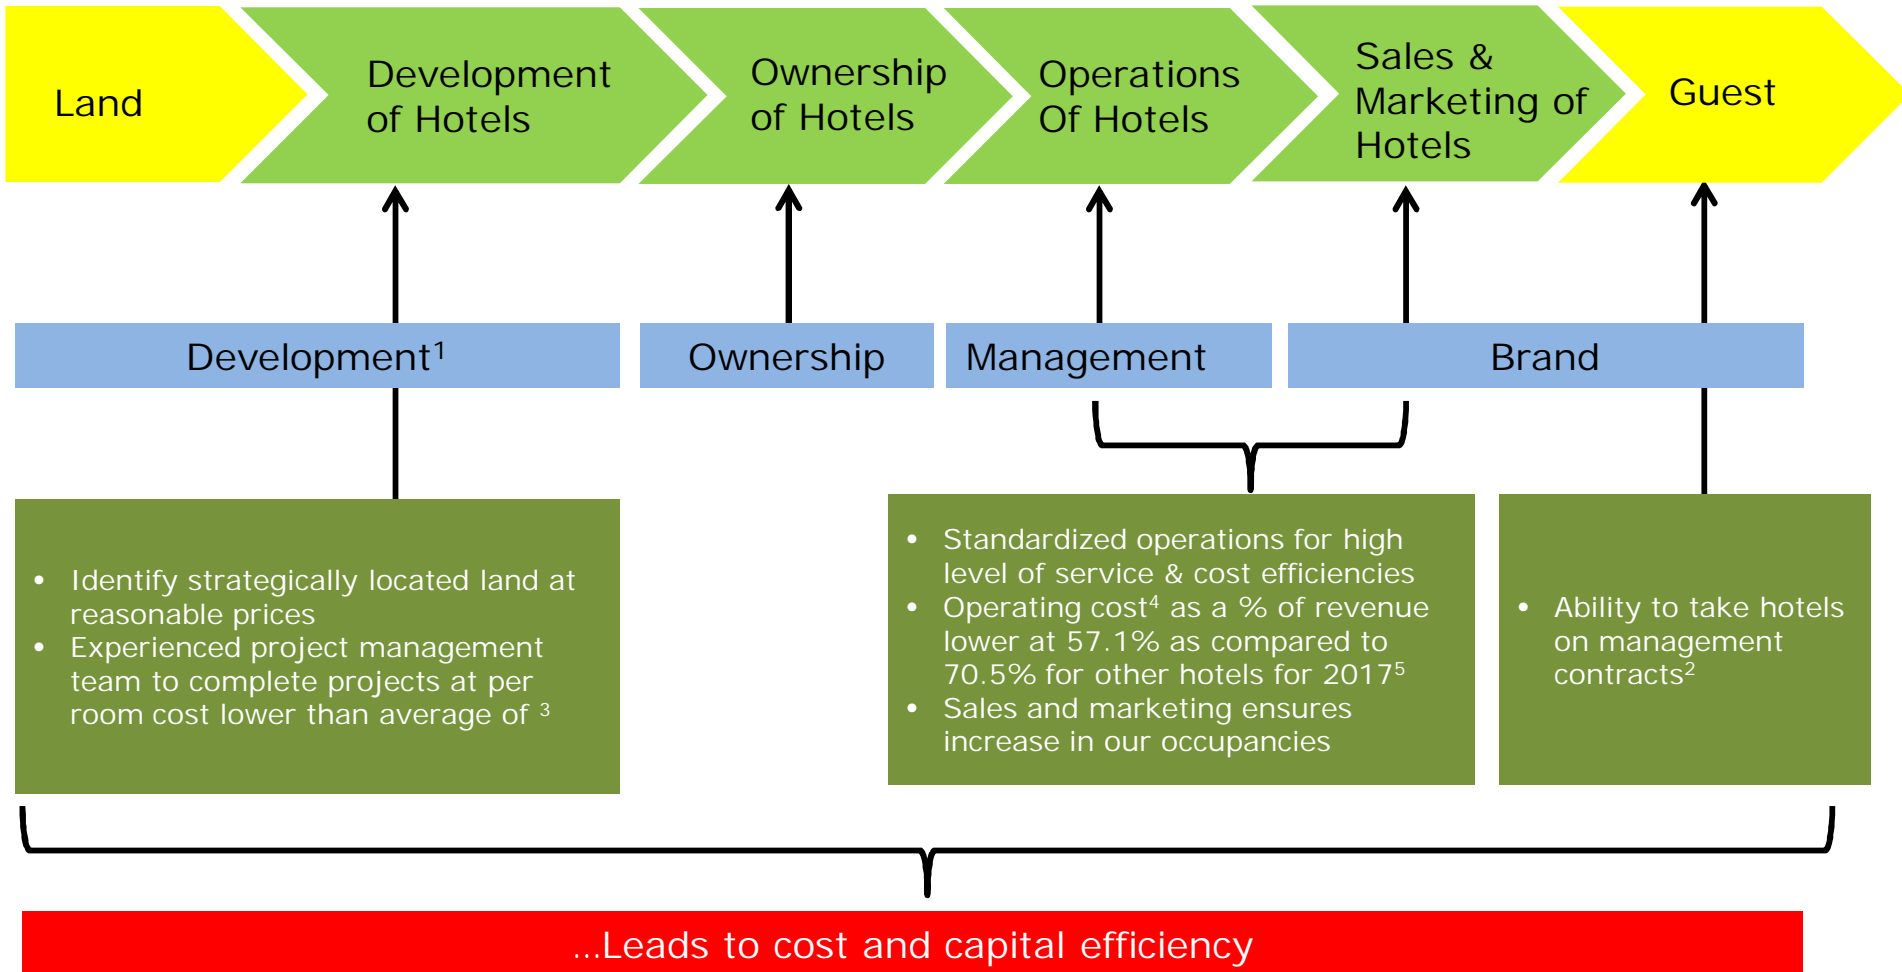 Land
Development
of Hotels
Ownership
of Hotels
Operations
Of Hotels
Sales &
Marketing of
Hotels
Guest
Development¹
Ownership
Management
Brand
• Identify strategically located land at
reasonable prices
• Experienced project management
team to complete projects at per
room cost lower than average of ³
• Standardized operations for high
level of service & cost efficiencies
• Operating cost⁴ as a % of revenue
lower at 57.1% as compared to
70.5% for other hotels for 2017⁵
• Sales and marketing ensures
increase in our occupancies
• Ability to take hotels
on management
contracts²
...Leads to cost and capital efficiency